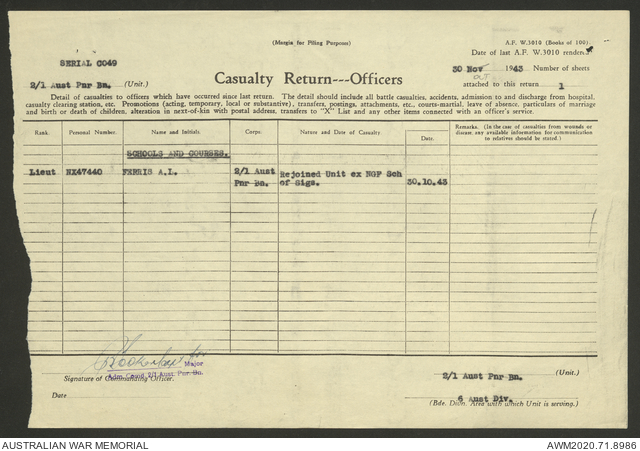 (Margin for Filing Purposes)
A.F. W.3010 (Books of 100)
Date of last A.F. W.3010 rendered
SERIAL CO49
30 Nov 1943 Number of sheets
OCT
2/1 Aust Pnr Bn. (Unit.)
Casualty Return---Officers
attached to this return 1
Detail of casualties to officers which have occurred since last return. The detail should include all battle casualties, accidents, admission to and discharge from hospital,
casualty clearing station, etc. Promotions (acting, temporary, local or substantive), transfers, postings, attachments, etc., courts-martial, leave of absence, particulars of marriage
and birth or death of children, alteration in next-of-kin with postal address, transfers to "X" List and any other items connected with an officer's service.
Rank. Personal Number. Name and Initials. Corps. Nature and Date of Casualty. Date. Remarks. (In the case of casualties from wounds or
disease, any available information for communication
to relatives should be stated.)
SCHOOLS AND COURSES.
Lieut NX47440 FERRIS A.L. 2/1 Aust Rejoined Unit ex NGF Sch
Pnr Bn. of Sigs. 30.10.43
Major
Adm. Comd 2/1 Aust. Pnr. Bn.
Signature of Commanding Officer.
2/1 Aust Pnr Bn. (Unit.)
Date
6 Aust Div.
(Bde. Divn. Area with which Unit is serving.)
AUSTRALIAN WAR MEMORIAL
AWM2020.71.8986